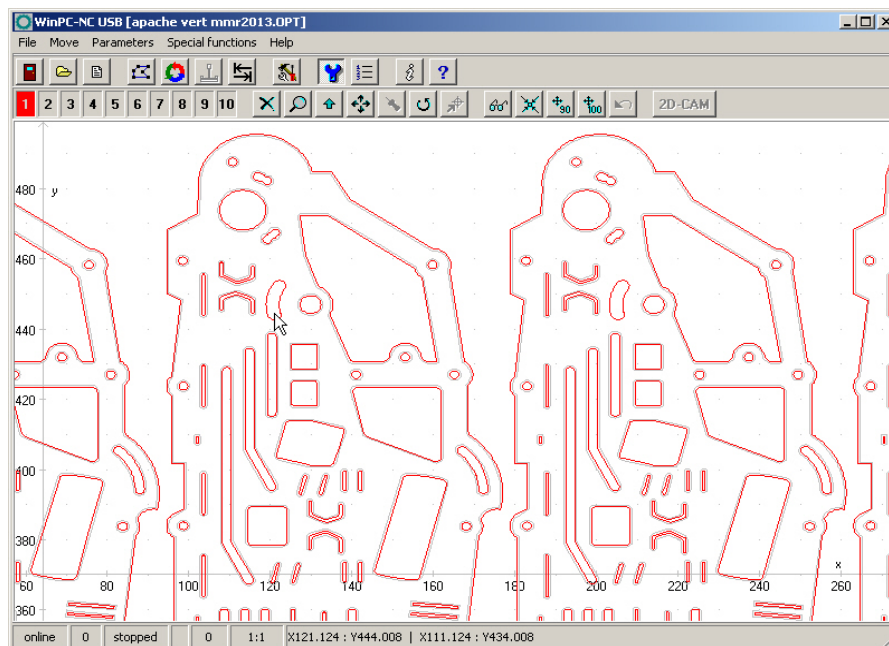 WinPC-NC USB [apache vert mmr2013.OPT]
File Move Parameters Special functions Help
1 2 3 4 5 6 7 8 9 10 90 100 2D-CAM
y
480
460
440
420
400
380
x
60 80 100 120 140 160 180 200 220 240 260
360
online 0 stopped 0 1:1 X121.124 : Y444.008 | X111.124 : Y434.008